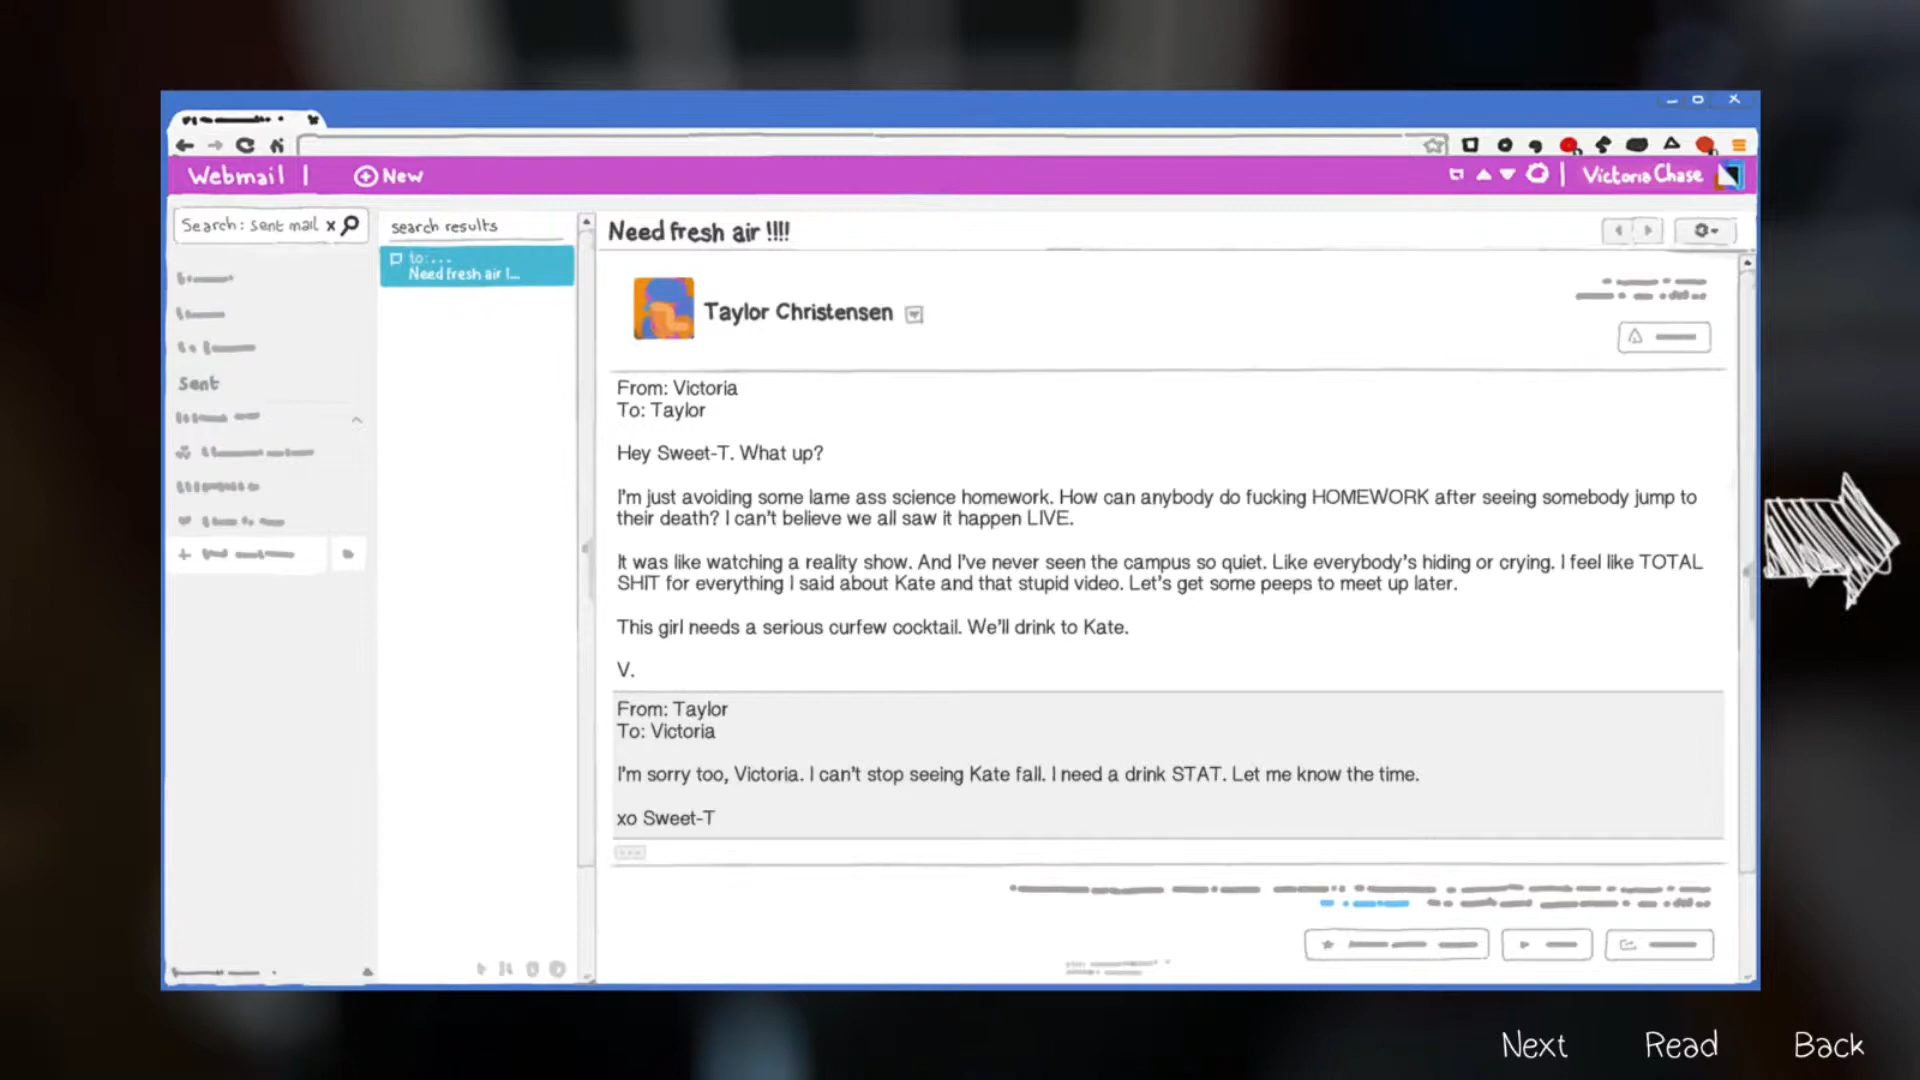 Webmail | New
Victoria Chase
Search: sent mail x
search results
Need fresh air !!!!
to:...
Need fresh air I...
Taylor Christensen
Sent
From: Victoria
To: Taylor
Hey Sweet-T. What up?
I'm just avoiding some lame ass science homework. How can anybody do fucking HOMEWORK after seeing somebody jump to
their death? I can't believe we all saw it happen LIVE.
It was like watching a reality show. And I've never seen the campus so quiet. Like everybody's hiding or crying. I feel like TOTAL
SHIT for everything I said about Kate and that stupid video. Let's get some peeps to meet up later.
This girl needs a serious curfew cocktail. We'll drink to Kate.
V.
From: Taylor
To: Victoria
I'm sorry too, Victoria. I can't stop seeing Kate fall. I need a drink STAT. Let me know the time.
xo Sweet-T
Next
Read
Back